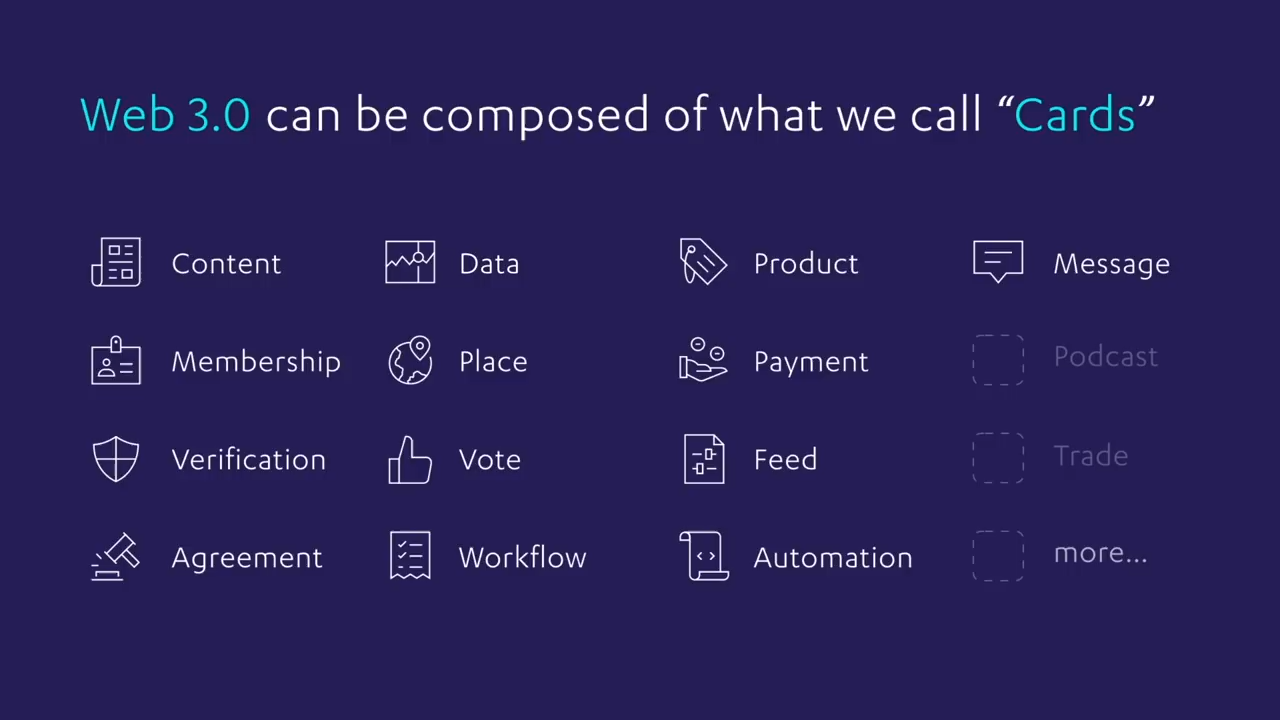 Web 3.0 can be composed of what we call “Cards”
Content
Data
Product
Message
Membership
Place
Payment
Podcast
Verification
Vote
Feed
Trade
Agreement
Workflow
Automation
more...